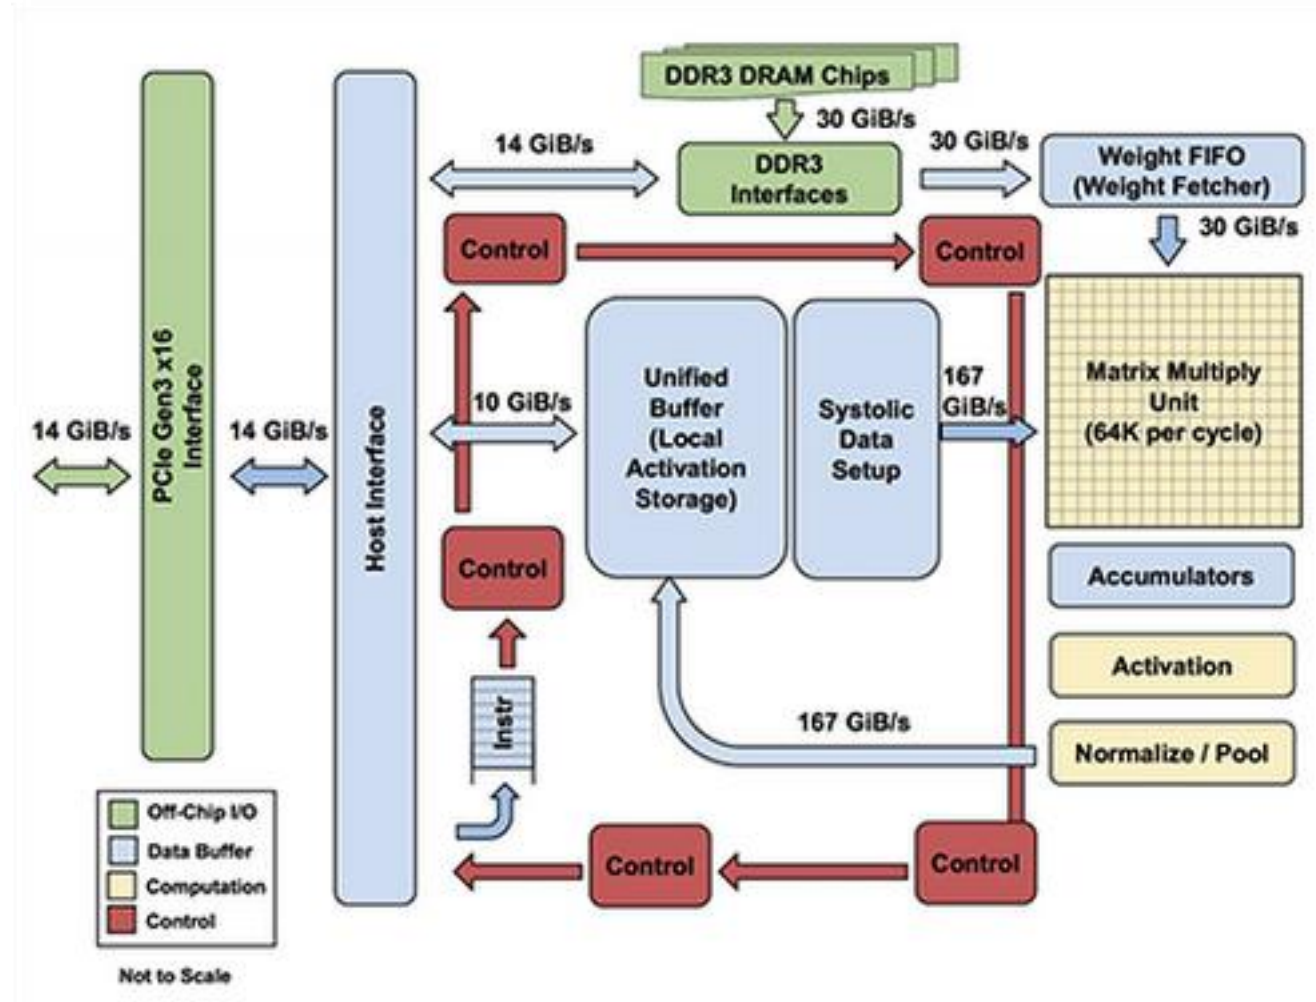 DDR3 DRAM Chips
30 GiB/s
14 GiB/s
DDR3
Interfaces
30 GiB/s
Weight FIFO
(Weight Fetcher)
30 GiB/s
Control
Control
PCIe Gen3 x16
Interface
Host Interface
14 GiB/s
14 GiB/s
10 GiB/s
Unified
Buffer
(Local
Activation
Storage)
Systolic
Data
Setup
167
GiB/s
Matrix Multiply
Unit
(64K per cycle)
Control
Accumulators
Activation
Instr
167 GiB/s
Normalize / Pool
Control
Control
Off-Chip I/O
Data Buffer
Computation
Control
Not to Scale